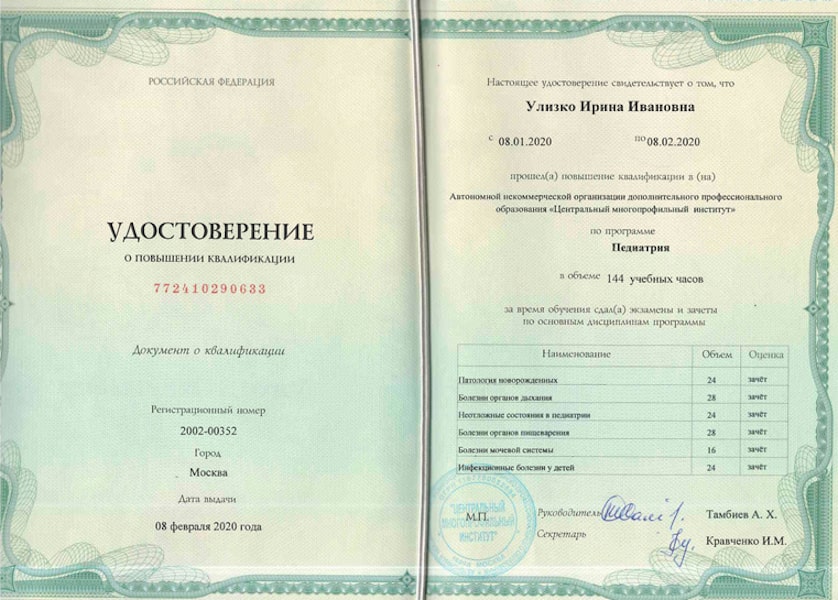 РОССИЙСКАЯ ФЕДЕРАЦИЯ
УДОСТОВЕРЕНИЕ
О ПОВЫШЕНИИ КВАЛИФИКАЦИИ
772410290633
Документ о квалификации
Регистрационный номер
2002-00352
Город
Москва
Дата выдачи
08 февраля 2020 года
Настоящее удостоверение свидетельствует о том, что
Улизко Ирина Ивановна
с 08.01.2020 по 08.02.2020
прошел(а) повышение квалификации в (на)
Автономной некоммерческой организации дополнительного профессионального
образования «Центральный многопрофильный институт»
по программе
Педиатрия
в объеме 144 учебных часов
за время обучения сдал(а) экзамены и зачеты
по основным дисциплинам программы
Наименование Объем Оценка
Патология новорожденных 24 зачёт
Болезни органов дыхания 28 зачёт
Неотложные состояния в педиатрии 24 зачёт
Болезни органов пищеварения 28 зачёт
Болезни мочевой системы 16 зачёт
Инфекционные болезни у детей 24 зачёт
"ЦЕНТРАЛЬНЫЙ
МНОГОПРОФИЛЬНЫЙ
ИНСТИТУТ"
М.П.
Руководитель Тамбиев А. Х.
Секретарь Кравченко И.М.